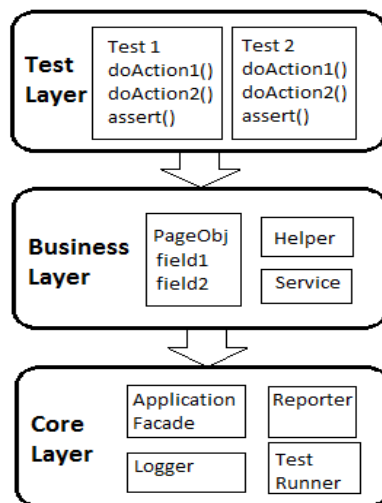 Test
Layer
Test 1
doAction1()
doAction2()
assert()
Test 2
doAction1()
doAction2()
assert()
Business
Layer
PageObj
field1
field2
Helper
Service
Core
Layer
Application
Facade
Reporter
Logger
Test
Runner